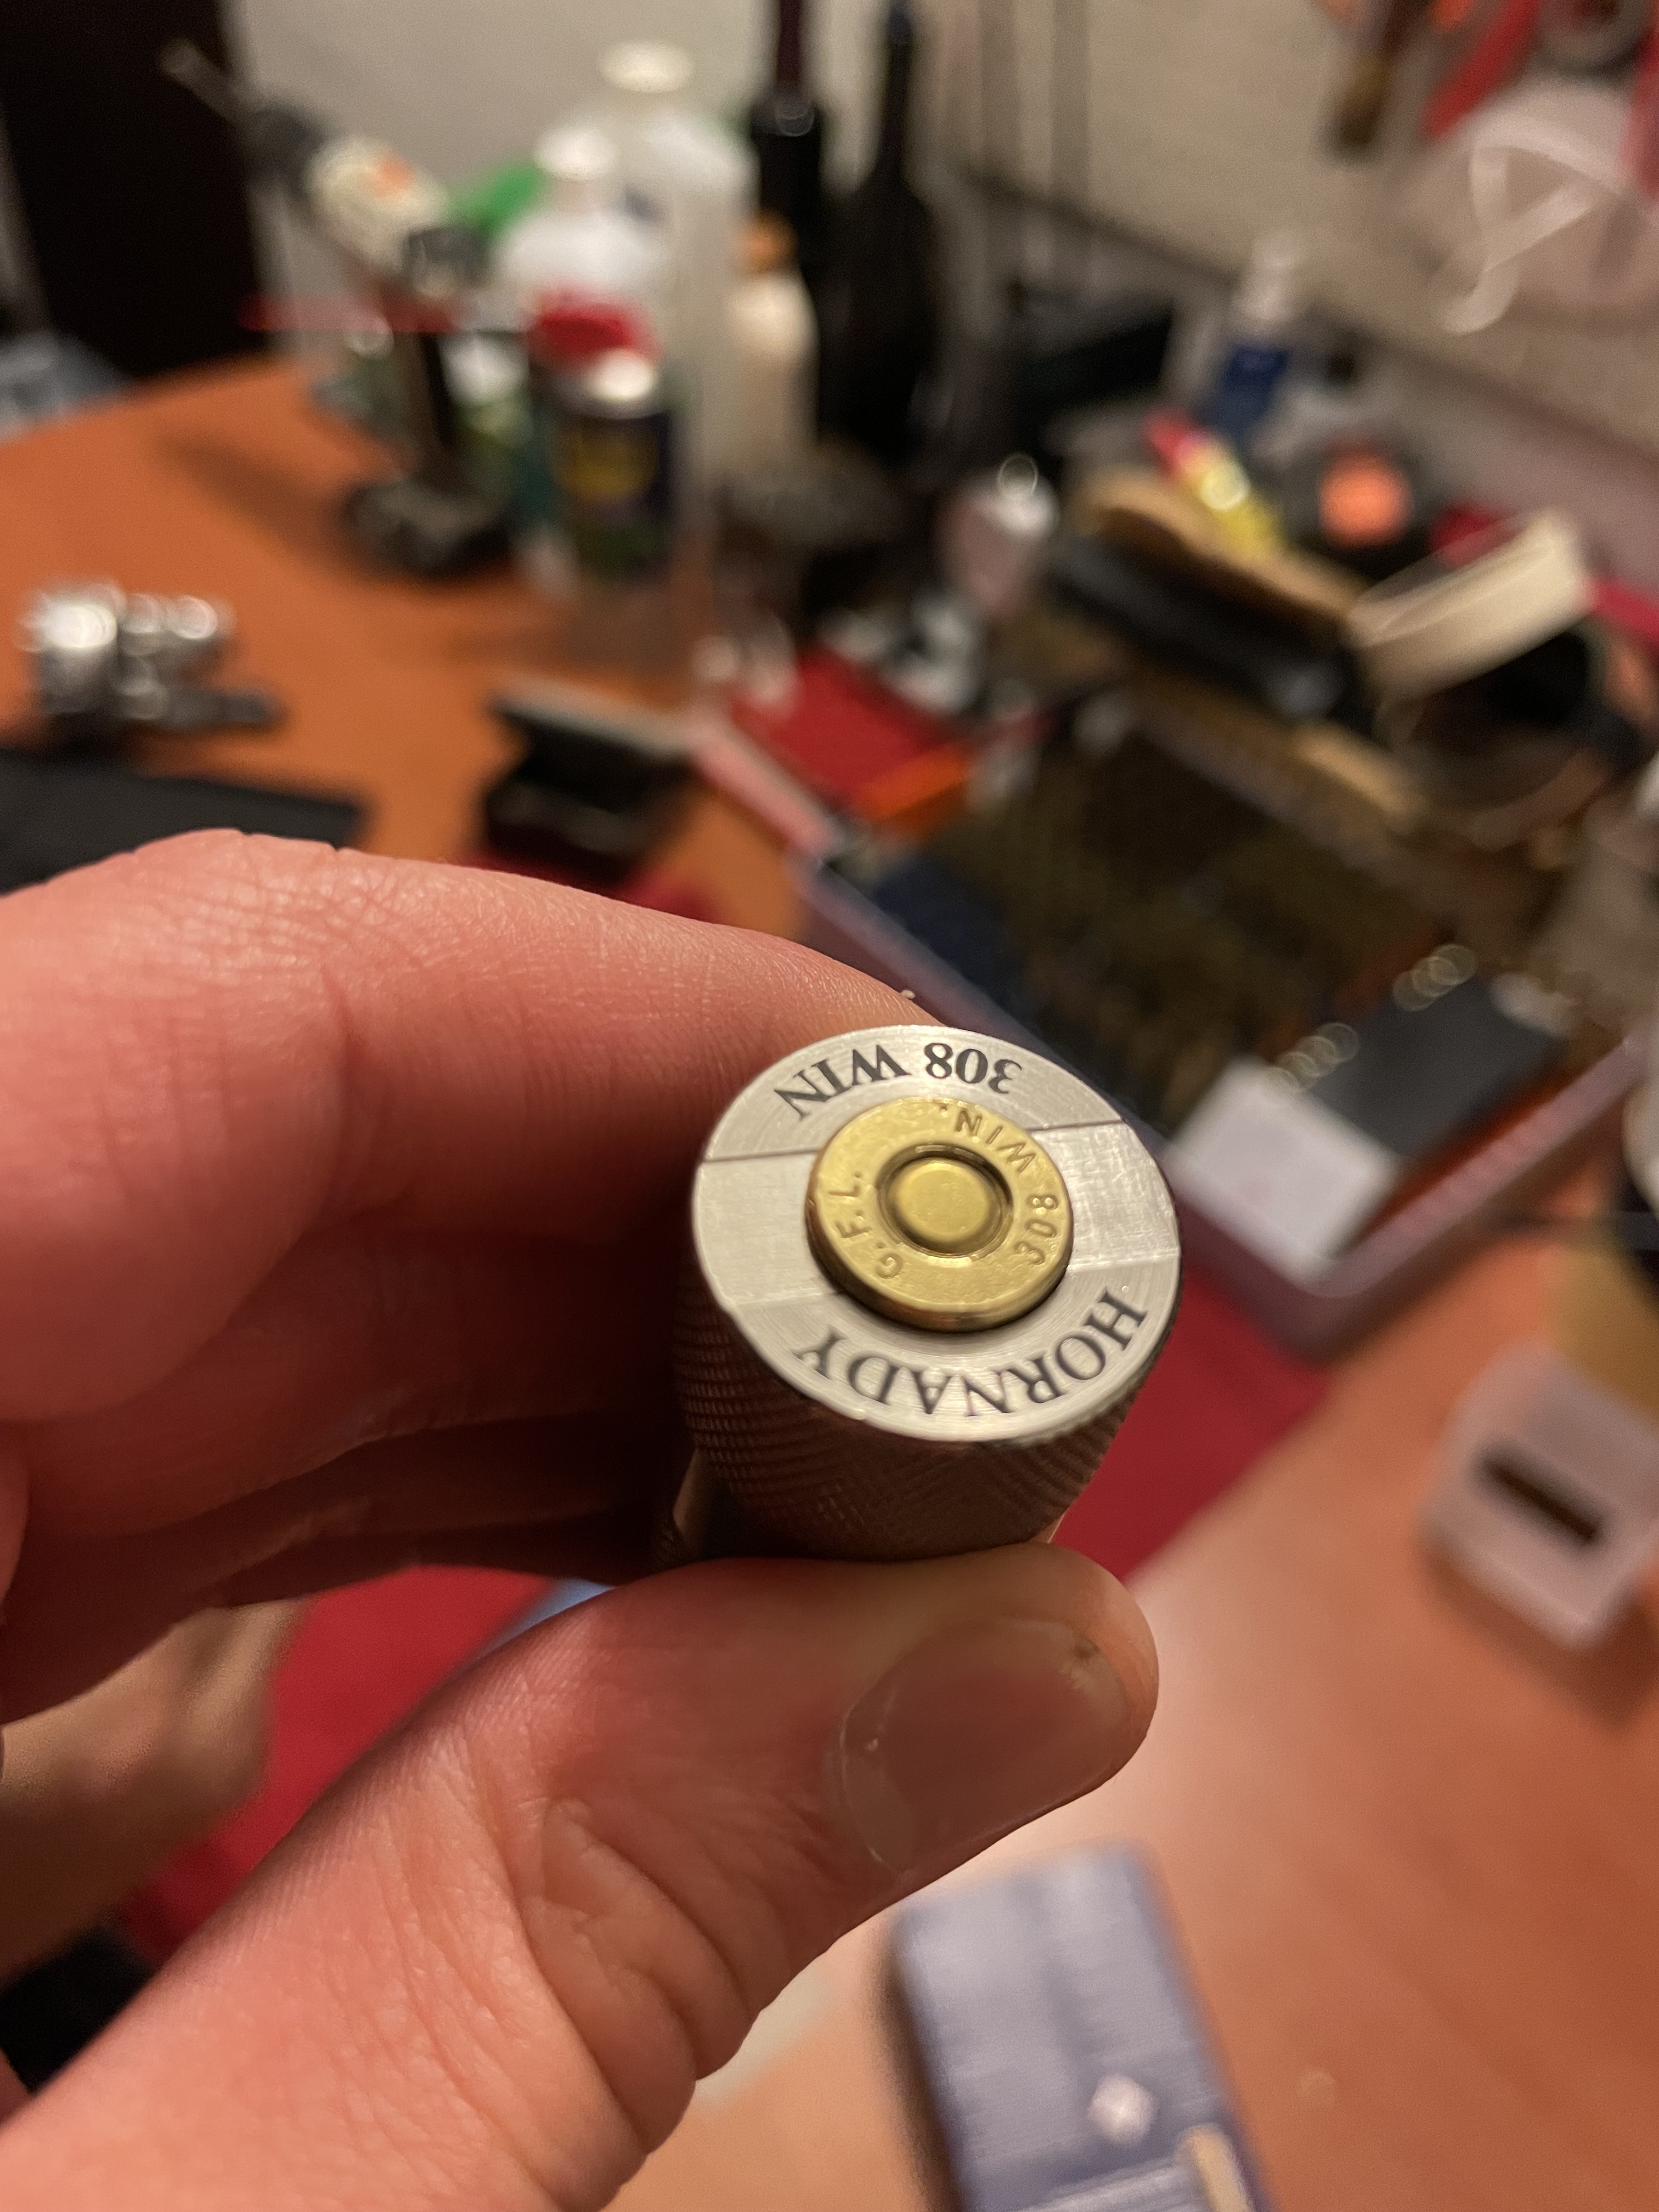 308 WIN
HORNADY
G.F.L.
308 WIN.